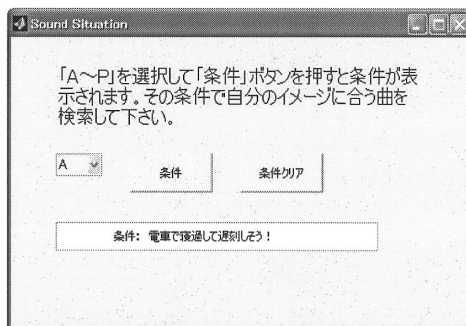 Sound Situation
「A～P」を選択して「条件」ボタンを押すと条件が表
示されます。その条件で自分のイメージに合う曲を
検索して下さい。
A 条件 条件クリア
条件: 電車で寝過して遅刻しそう！